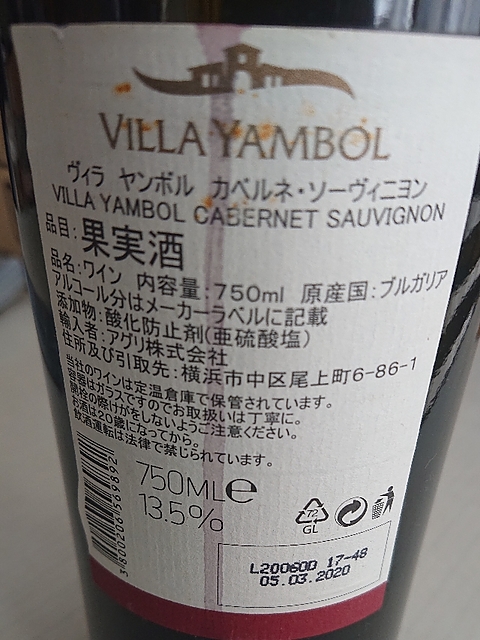 VILLA YAMBOL
ヴィラ ヤンボル カベルネ・ソーヴィニヨン
VILLA YAMBOL CABERNET SAUVIGNON
品目:果実酒
品名:ワイン 内容量:750ml 原産国:ブルガリア
アルコール分はメーカーラベルに記載
添加物:酸化防止剤(亜硫酸塩)
輸入者:アグリ株式会社
住所及び引取先:横浜市中区尾上町6-86-1
当社のワインは定温倉庫で保管されています。
容器はガラスですのでお取扱いは丁寧に。
開栓の際けがをしないようご注意ください。
お酒は20歳になってから。
飲酒運転は法律で禁じられています。
750MLe
13.5%
3800206156989​2
72
GL
L20060D 17-48
05.03.2020